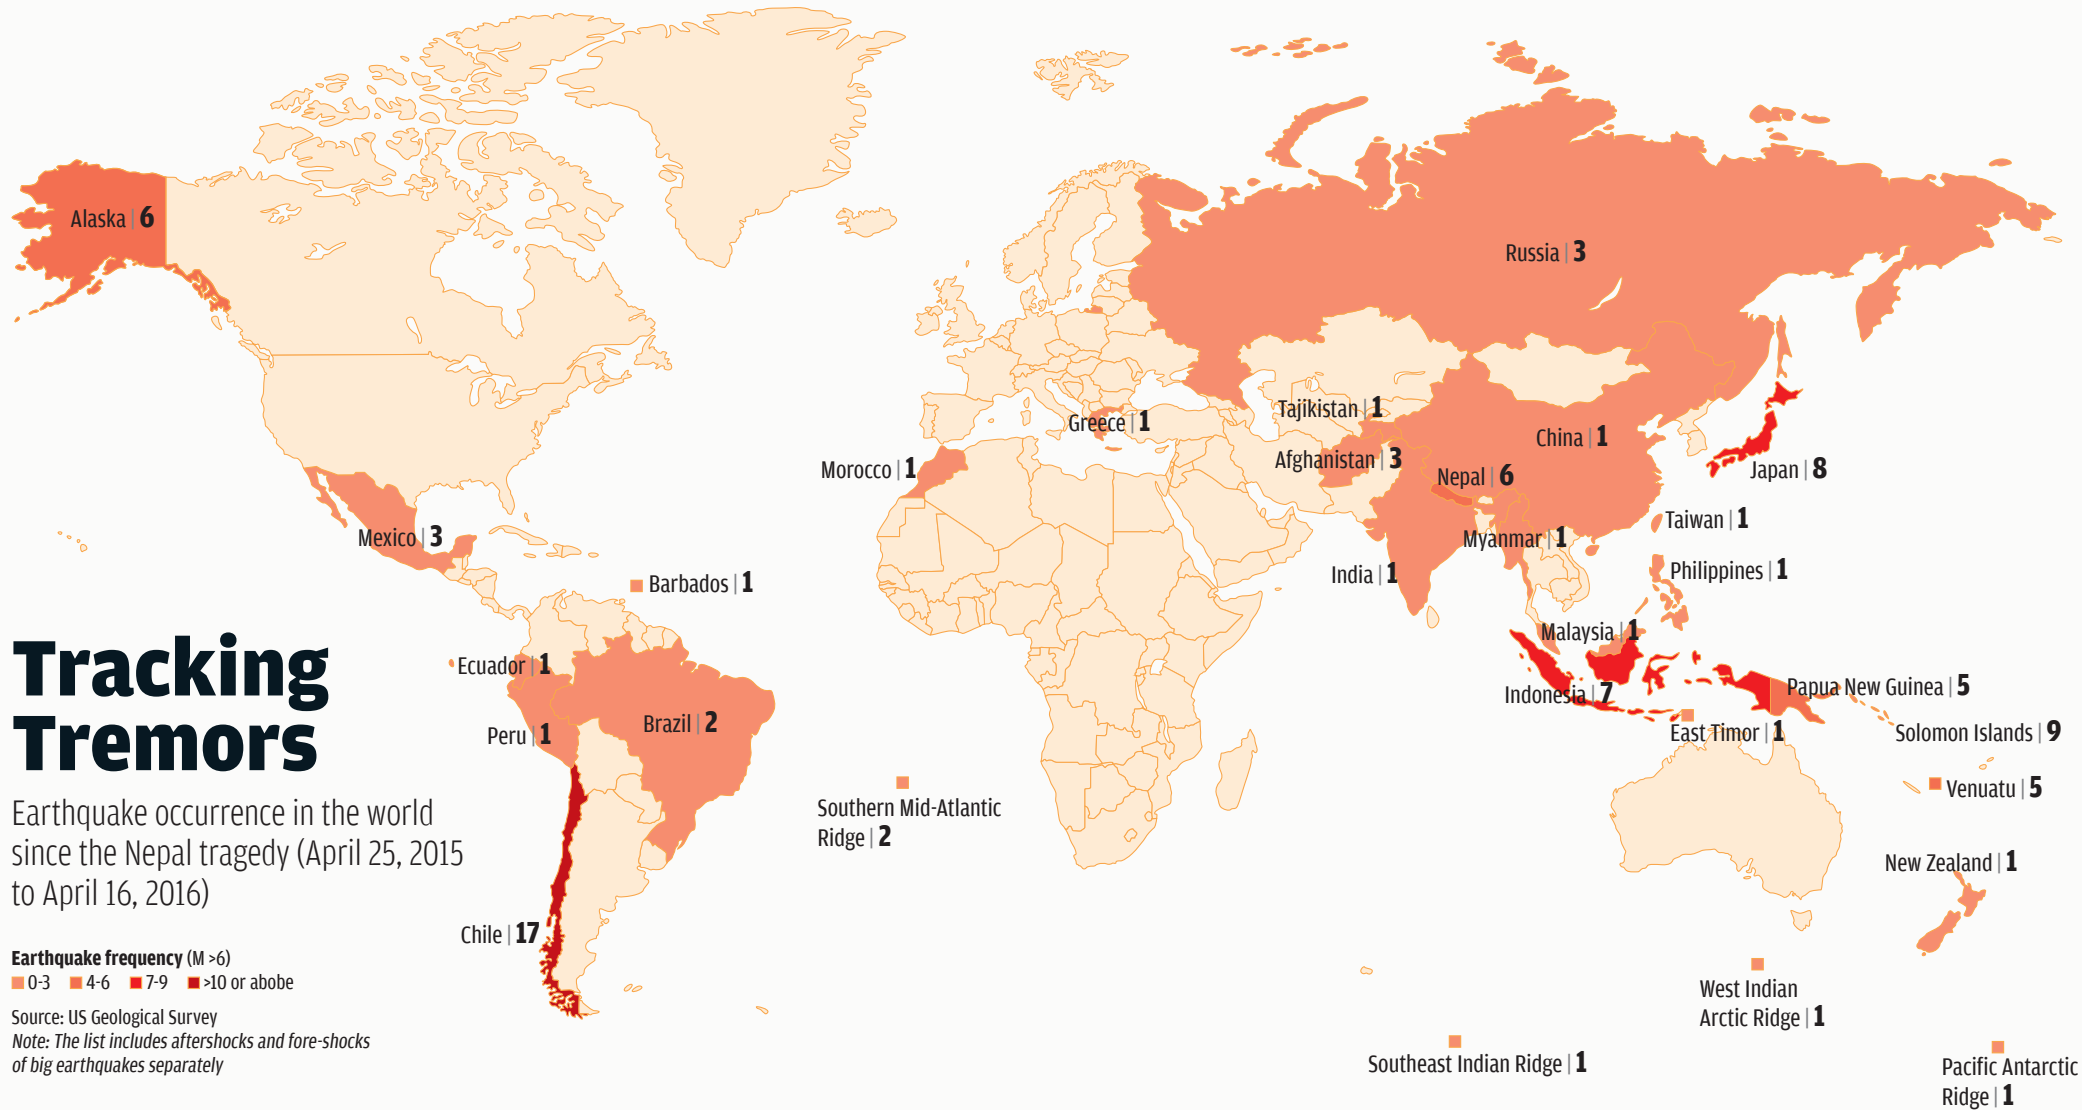 Alaska | 6
Russia | 3
Tajikistan | 1
Greece | 1
China | 1
Morocco | 1
Afghanistan | 3
Nepal | 6
Japan | 8
Mexico | 3
Taiwan | 1
Myanmar | 1
India | 1
Philippines | 1
Barbados | 1
Malaysia | 1
Ecuador | 1
Indonesia | 7
Papua New Guinea | 5
Peru | 1
Brazil | 2
East Timor | 1
Solomon Islands | 9
Venuatu | 5
Southern Mid-Atlantic
Ridge | 2
New Zealand | 1
Chile | 17
West Indian
Arctic Ridge | 1
Southeast Indian Ridge | 1
Pacific Antarctic
Ridge | 1
Tracking
Tremors
Earthquake occurrence in the world
since the Nepal tragedy (April 25, 2015
to April 16, 2016)
Earthquake frequency (M >6)
0-3 4-6 7-9 >10 or abobe
Source: US Geological Survey
Note: The list includes aftershocks and fore-shocks
of big earthquakes separately